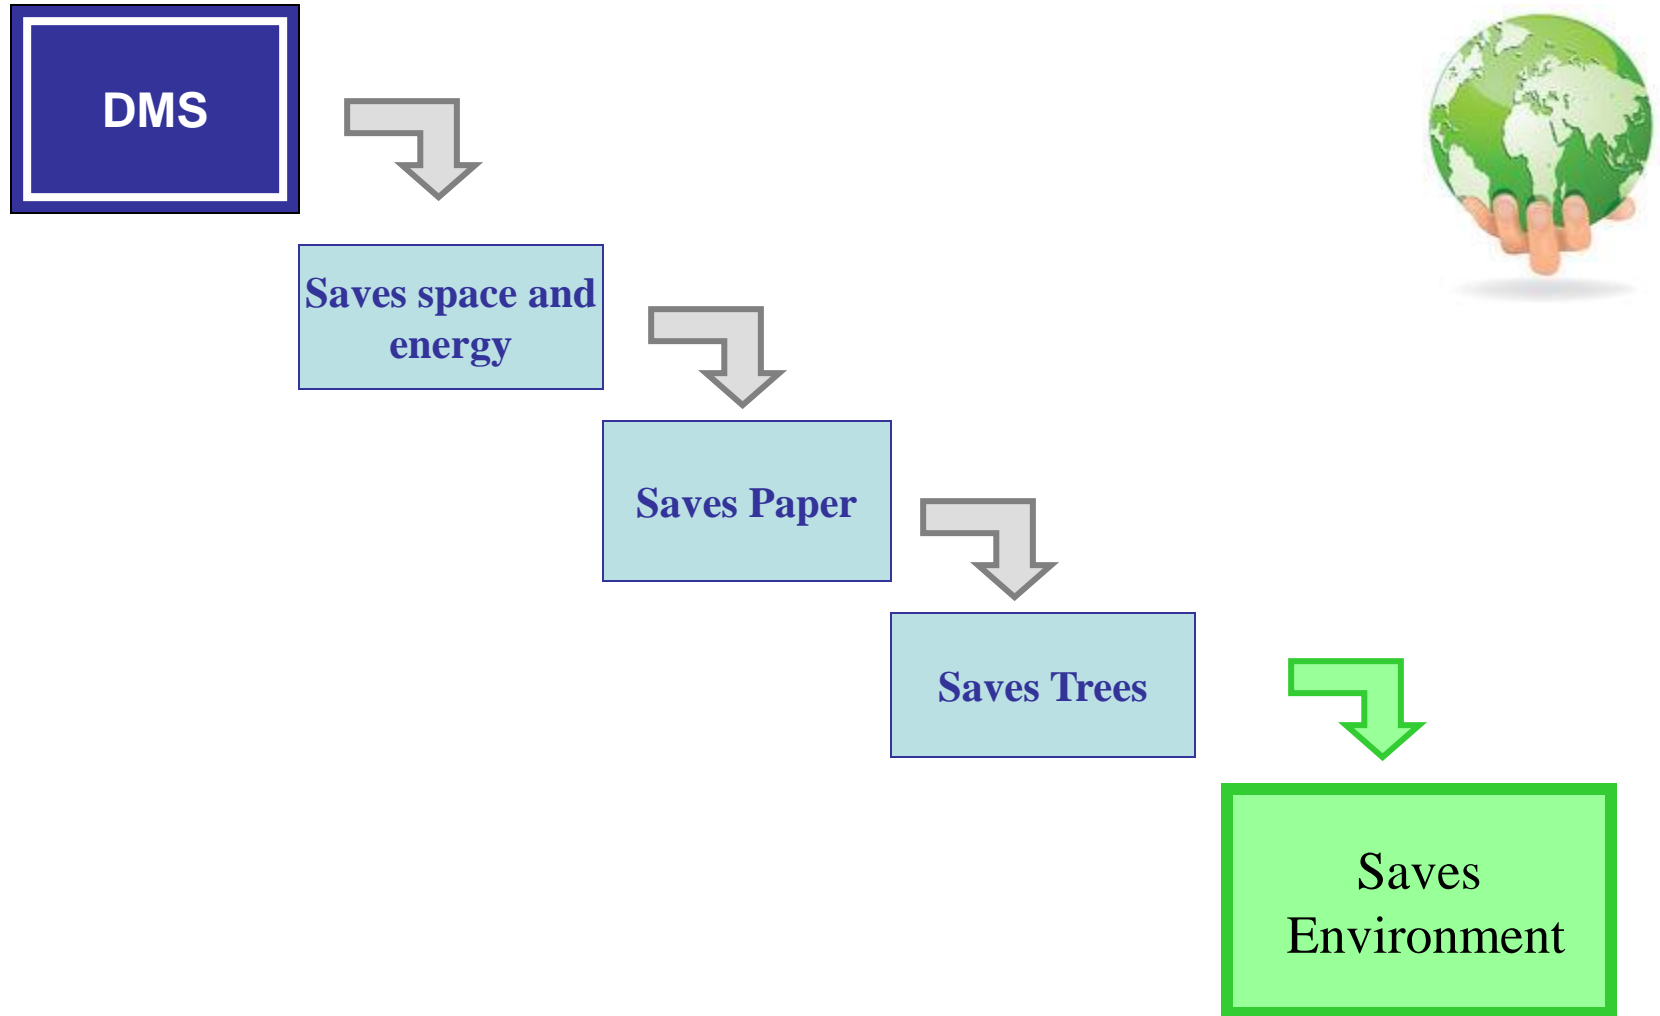 DMS
Saves space and
energy
Saves Paper
Saves Trees
Saves
Environment